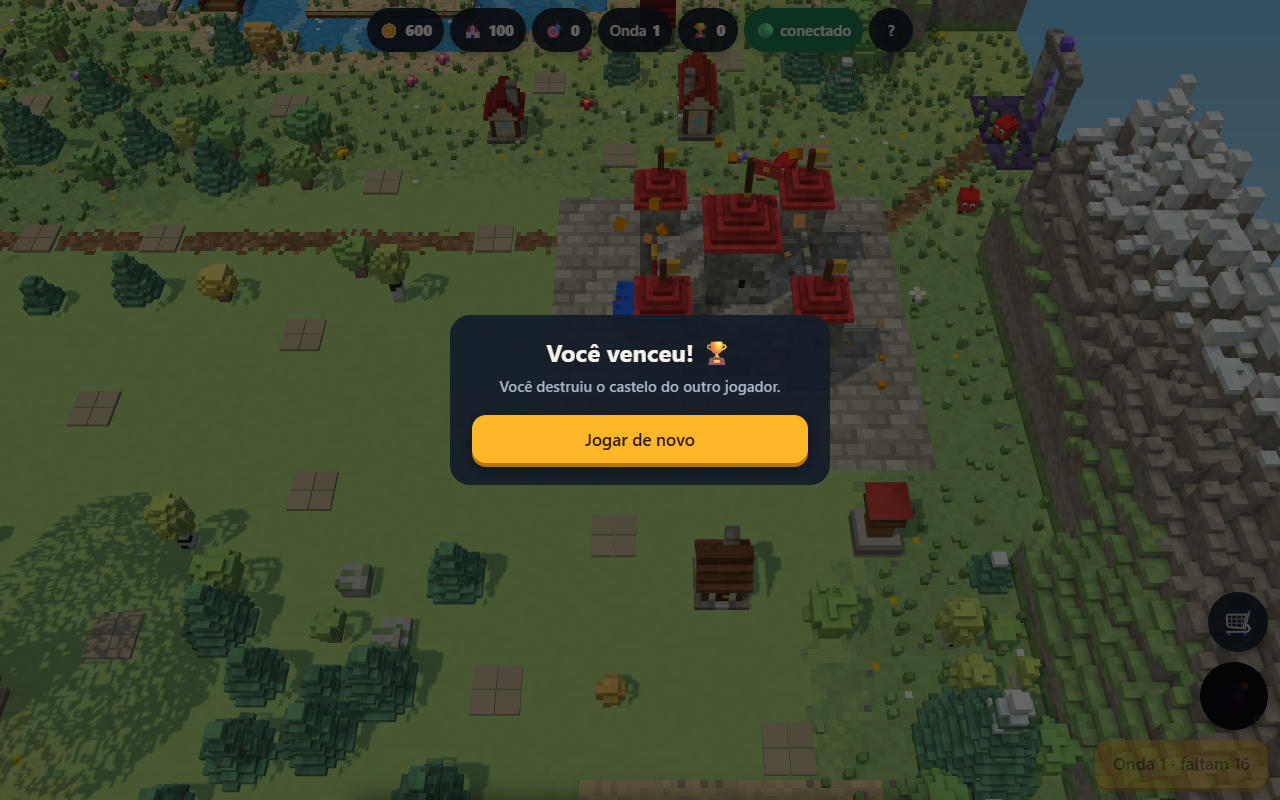 600 100 0 Onda 1 0 conectado ?
Você venceu!
Você destruiu o castelo do outro jogador.
Jogar de novo
Onda 1 · faltam 16